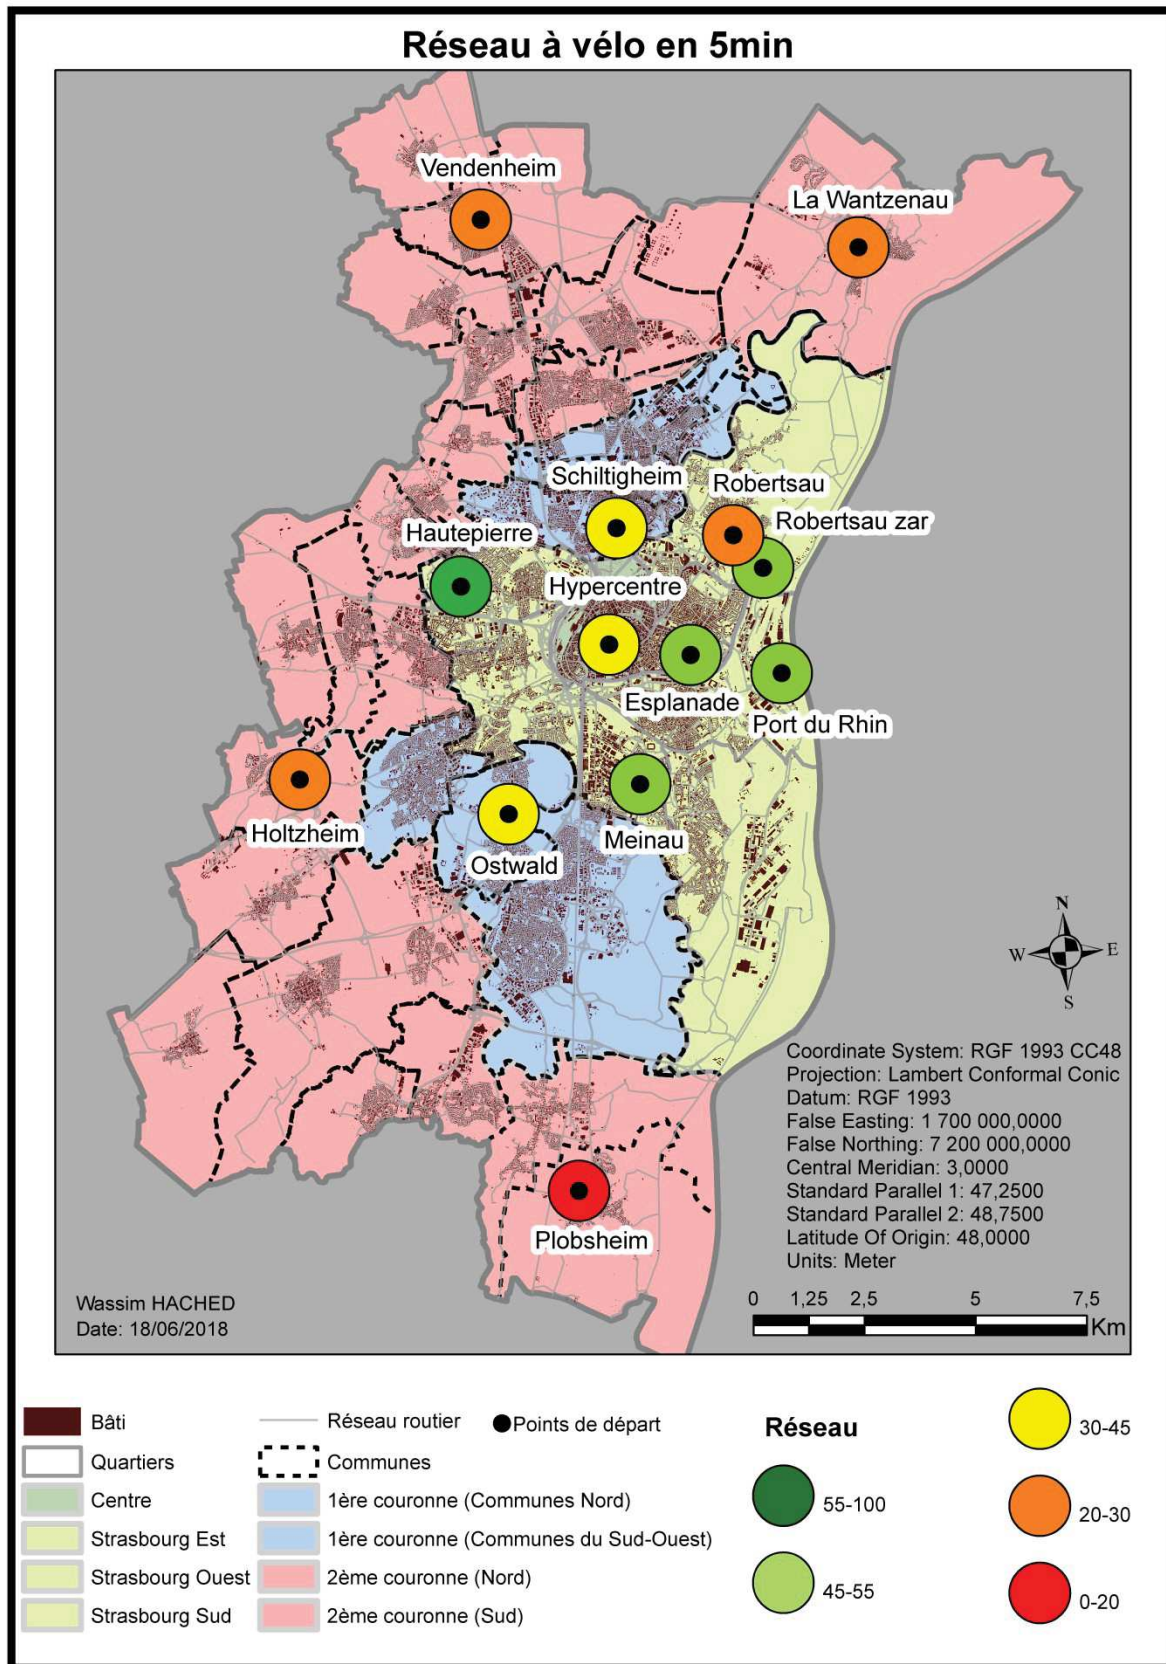 Réseau à vélo en 5min
Vendenheim
La Wantzenau
Schiltigheim
Robertsau
Robertsau zar
Hautepierre
Hypercentre
Esplanade
Port du Rhin
Holtzheim
Ostwald
Meinau
Plobsheim
N
W
E
S
Coordinate System: RGF 1993 CC48
Projection: Lambert Conformal Conic
Datum: RGF 1993
False Easting: 1 700 000,0000
False Northing: 7 200 000,0000
Central Meridian: 3,0000
Standard Parallel 1: 47,2500
Standard Parallel 2: 48,7500
Latitude Of Origin: 48,0000
Units: Meter
Wassim HACHED
Date: 18/06/2018
0 1,25 2,5 5 7,5
Km
Bâti
Quartiers
Centre
Strasbourg Est
Strasbourg Ouest
Strasbourg Sud
Réseau routier
Communes
1ère couronne (Communes Nord)
1ère couronne (Communes du Sud-Ouest)
2ème couronne (Nord)
2ème couronne (Sud)
Points de départ
Réseau
55-100
45-55
30-45
20-30
0-20